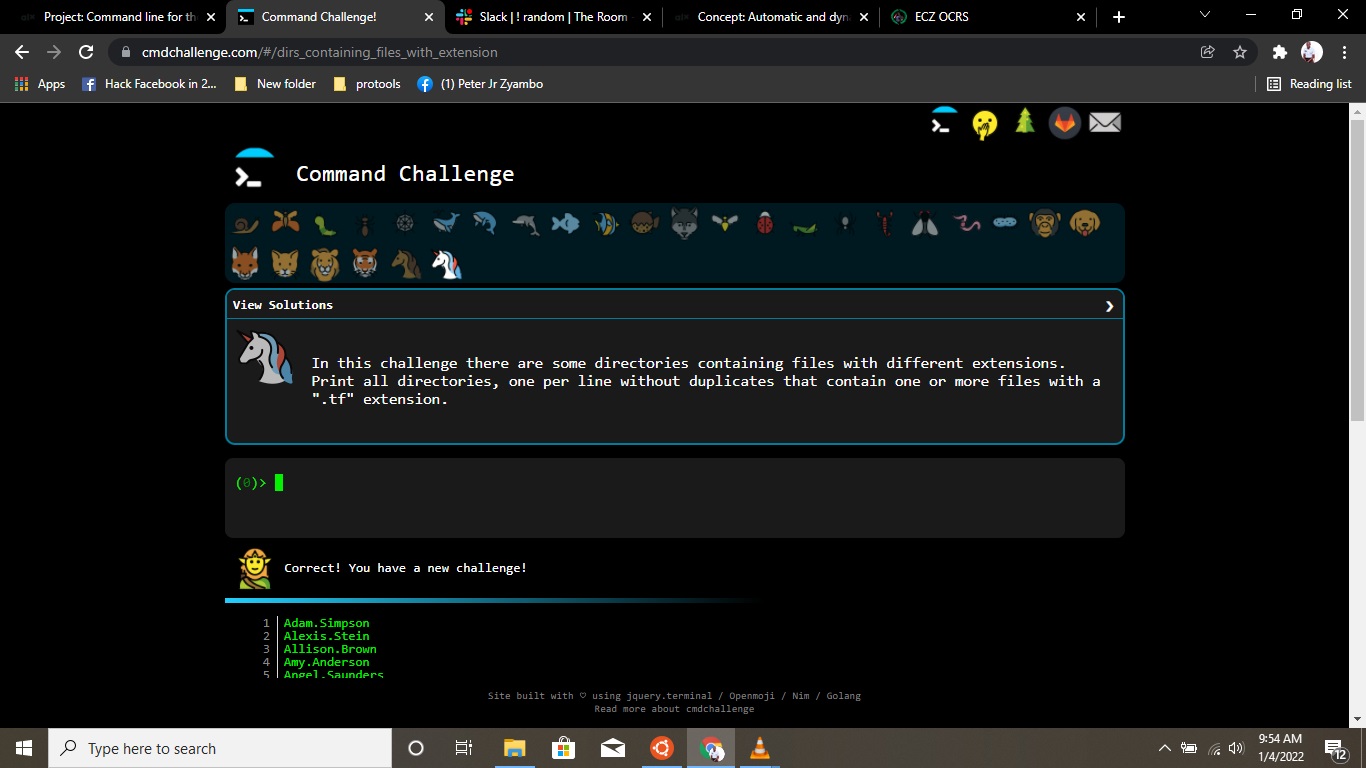 Project: Command line for th
Command Challenge!
Slack | ! random | The Room
Concept: Automatic and dyna
ECZ OCRS
cmdchallenge.com/#/dirs_containing_files_with_extension
Apps
Hack Facebook in 2...
New folder
protools
(1) Peter Jr Zyambo
Reading list
Command Challenge
View Solutions
In this challenge there are some directories containing files with different extensions.
Print all directories, one per line without duplicates that contain one or more files with a
".tf" extension.
(0)>
Correct! You have a new challenge!
1 Adam.Simpson
2 Alexis.Stein
3 Allison.Brown
4 Amy.Anderson
5 Angel.Saunders
Site built with ♡ using jquery.terminal / Openmoji / Nim / Golang
Read more about cmdchallenge
Type here to search
9:54 AM
1/4/2022
12